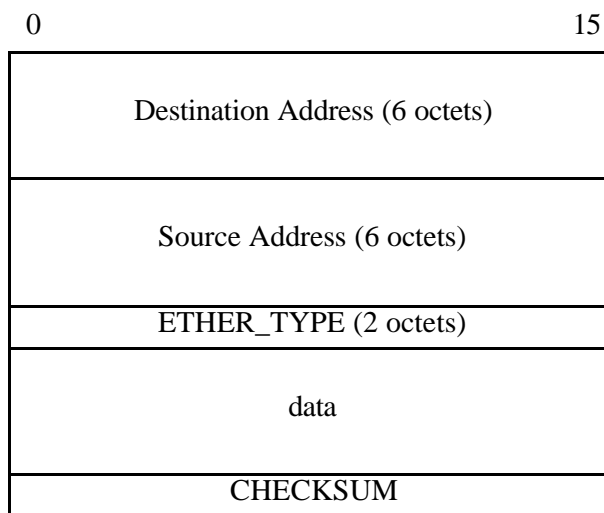 0 15
Destination Address (6 octets)
Source Address (6 octets)
ETHER_TYPE (2 octets)
data
CHECKSUM